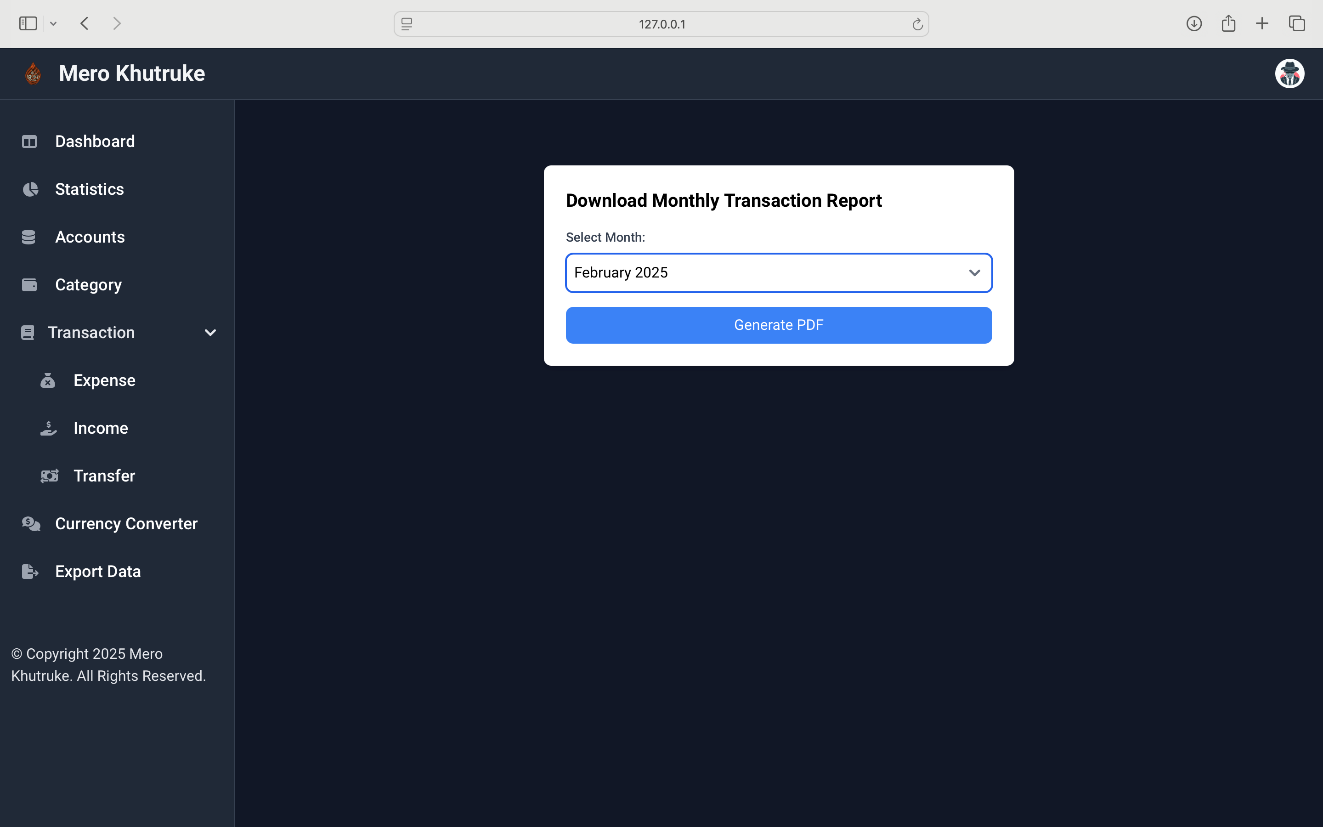 127.0.0.1
Mero Khutruke
Dashboard
Statistics
Accounts
Category
Transaction
Expense
Income
Transfer
Currency Converter
Export Data
© Copyright 2025 Mero
Khutruke. All Rights Reserved.
Download Monthly Transaction Report
Select Month:
February 2025
Generate PDF